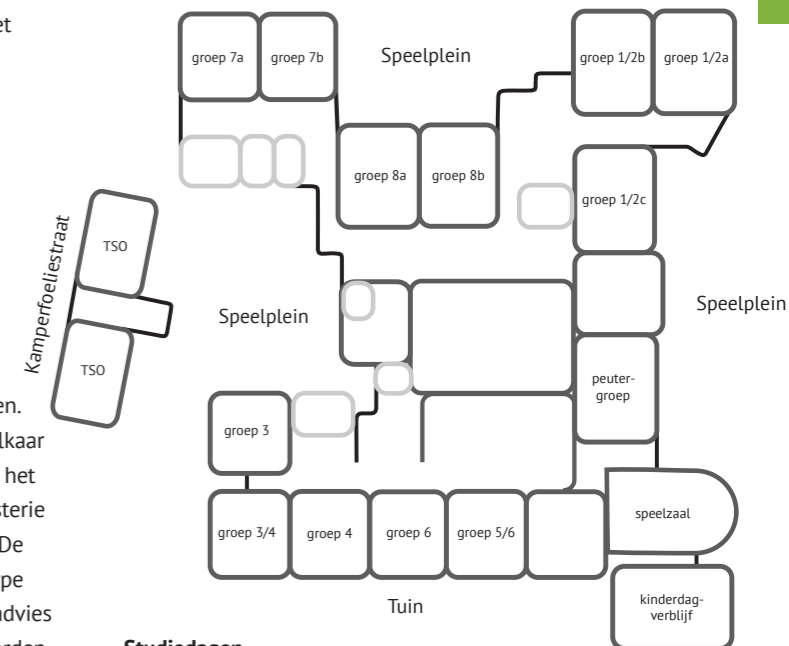 et
en.
lkaar
het
sterie
De
pe
advies
groep 7a
groep 7b
Speelplein
groep 1/2b
groep 1/2a
groep 8a
groep 8b
groep 1/2c
Kamperfoeliestraat
TSO
TSO
Speelplein
Speelplein
peuter-
groep
groep 3
groep 3/4
groep 4
groep 6
groep 5/6
speelzaal
Tuin
kinderdag-
verblijf
Studiedagen